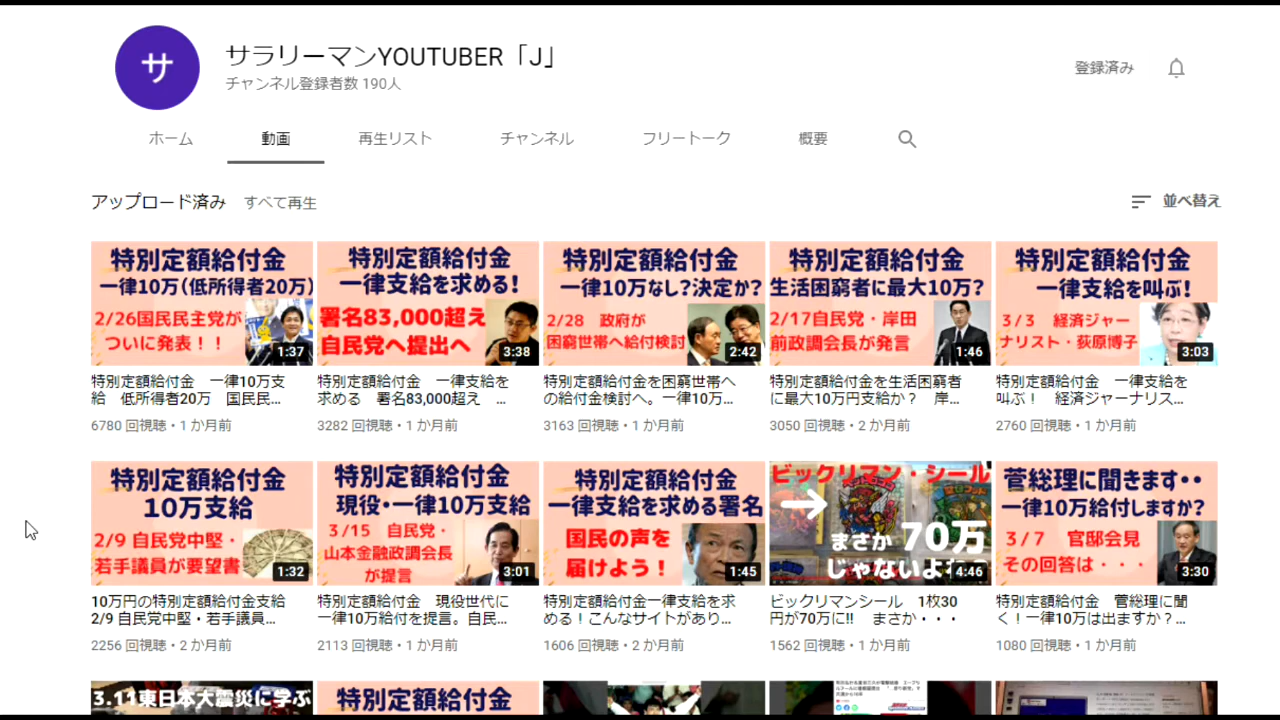 サ
サラリーマンYOUTUBER「J」
チャンネル登録者数 190人
登録済み
ホーム 動画 再生リスト チャンネル フリートーク 概要
アップロード済み すべて再生
並べ替え
特別定額給付金
一律10万(低所得者20万)
2/26国民民主党が
ついに発表！！
1:37
特別定額給付金　一律10万支
給　低所得者20万　国民民...
6780 回視聴・1 か月前
特別定額給付金
一律支給を求める!
署名83,000超え
自民党へ提出へ
3:38
特別定額給付金　一律支給を
求める　署名83,000超え　...
3282 回視聴・1 か月前
特別定額給付金
一律10万なし?決定か?
2/28　政府が
困窮世帯へ給付検討
2:42
特別定額給付金を困窮世帯へ
の給付金検討へ。一律10万...
3163 回視聴・1 か月前
特別定額給付金
生活困窮者に最大10万?
2/17自民党・岸田
前政調会長が発言
1:46
特別定額給付金を生活困窮者
に最大10万円支給か？　岸...
3050 回視聴・2 か月前
特別定額給付金
一律支給を叫ぶ!
3/3　経済ジャー
ナリスト・荻原博子
3:03
特別定額給付金　一律支給を
叫ぶ！　経済ジャーナリス...
2760 回視聴・1 か月前
特別定額給付金
10万支給
2/9 自民党中堅・
若手議員が要望書
1:32
10万円の特別定額給付金支給
2/9 自民党中堅・若手議員...
2256 回視聴・2 か月前
特別定額給付金
現役・一律10万支給
3/15　自民党・
山本金融政調会長
が提言
3:01
特別定額給付金　現役世代に
一律10万給付を提言。自民...
2113 回視聴・1 か月前
特別定額給付金
一律支給を求める署名
国民の声を
届けよう！
1:45
特別定額給付金一律支給を求
める！こんなサイトがあり...
1606 回視聴・2 か月前
ビックリマン・シール
まさか 70万
じゃないよね
4:46
ビックリマンシール　1枚30
円が70万に!!　まさか・・・
1562 回視聴・1 か月前
菅総理に聞きます・・
一律10万給付しますか?
3/7　官邸会見
その回答は・・・
3:30
特別定額給付金　菅総理に聞
く！一律10万は出ますか？...
1080 回視聴・1 か月前
3.11東日本大震災に学ぶ
特別定額給付金